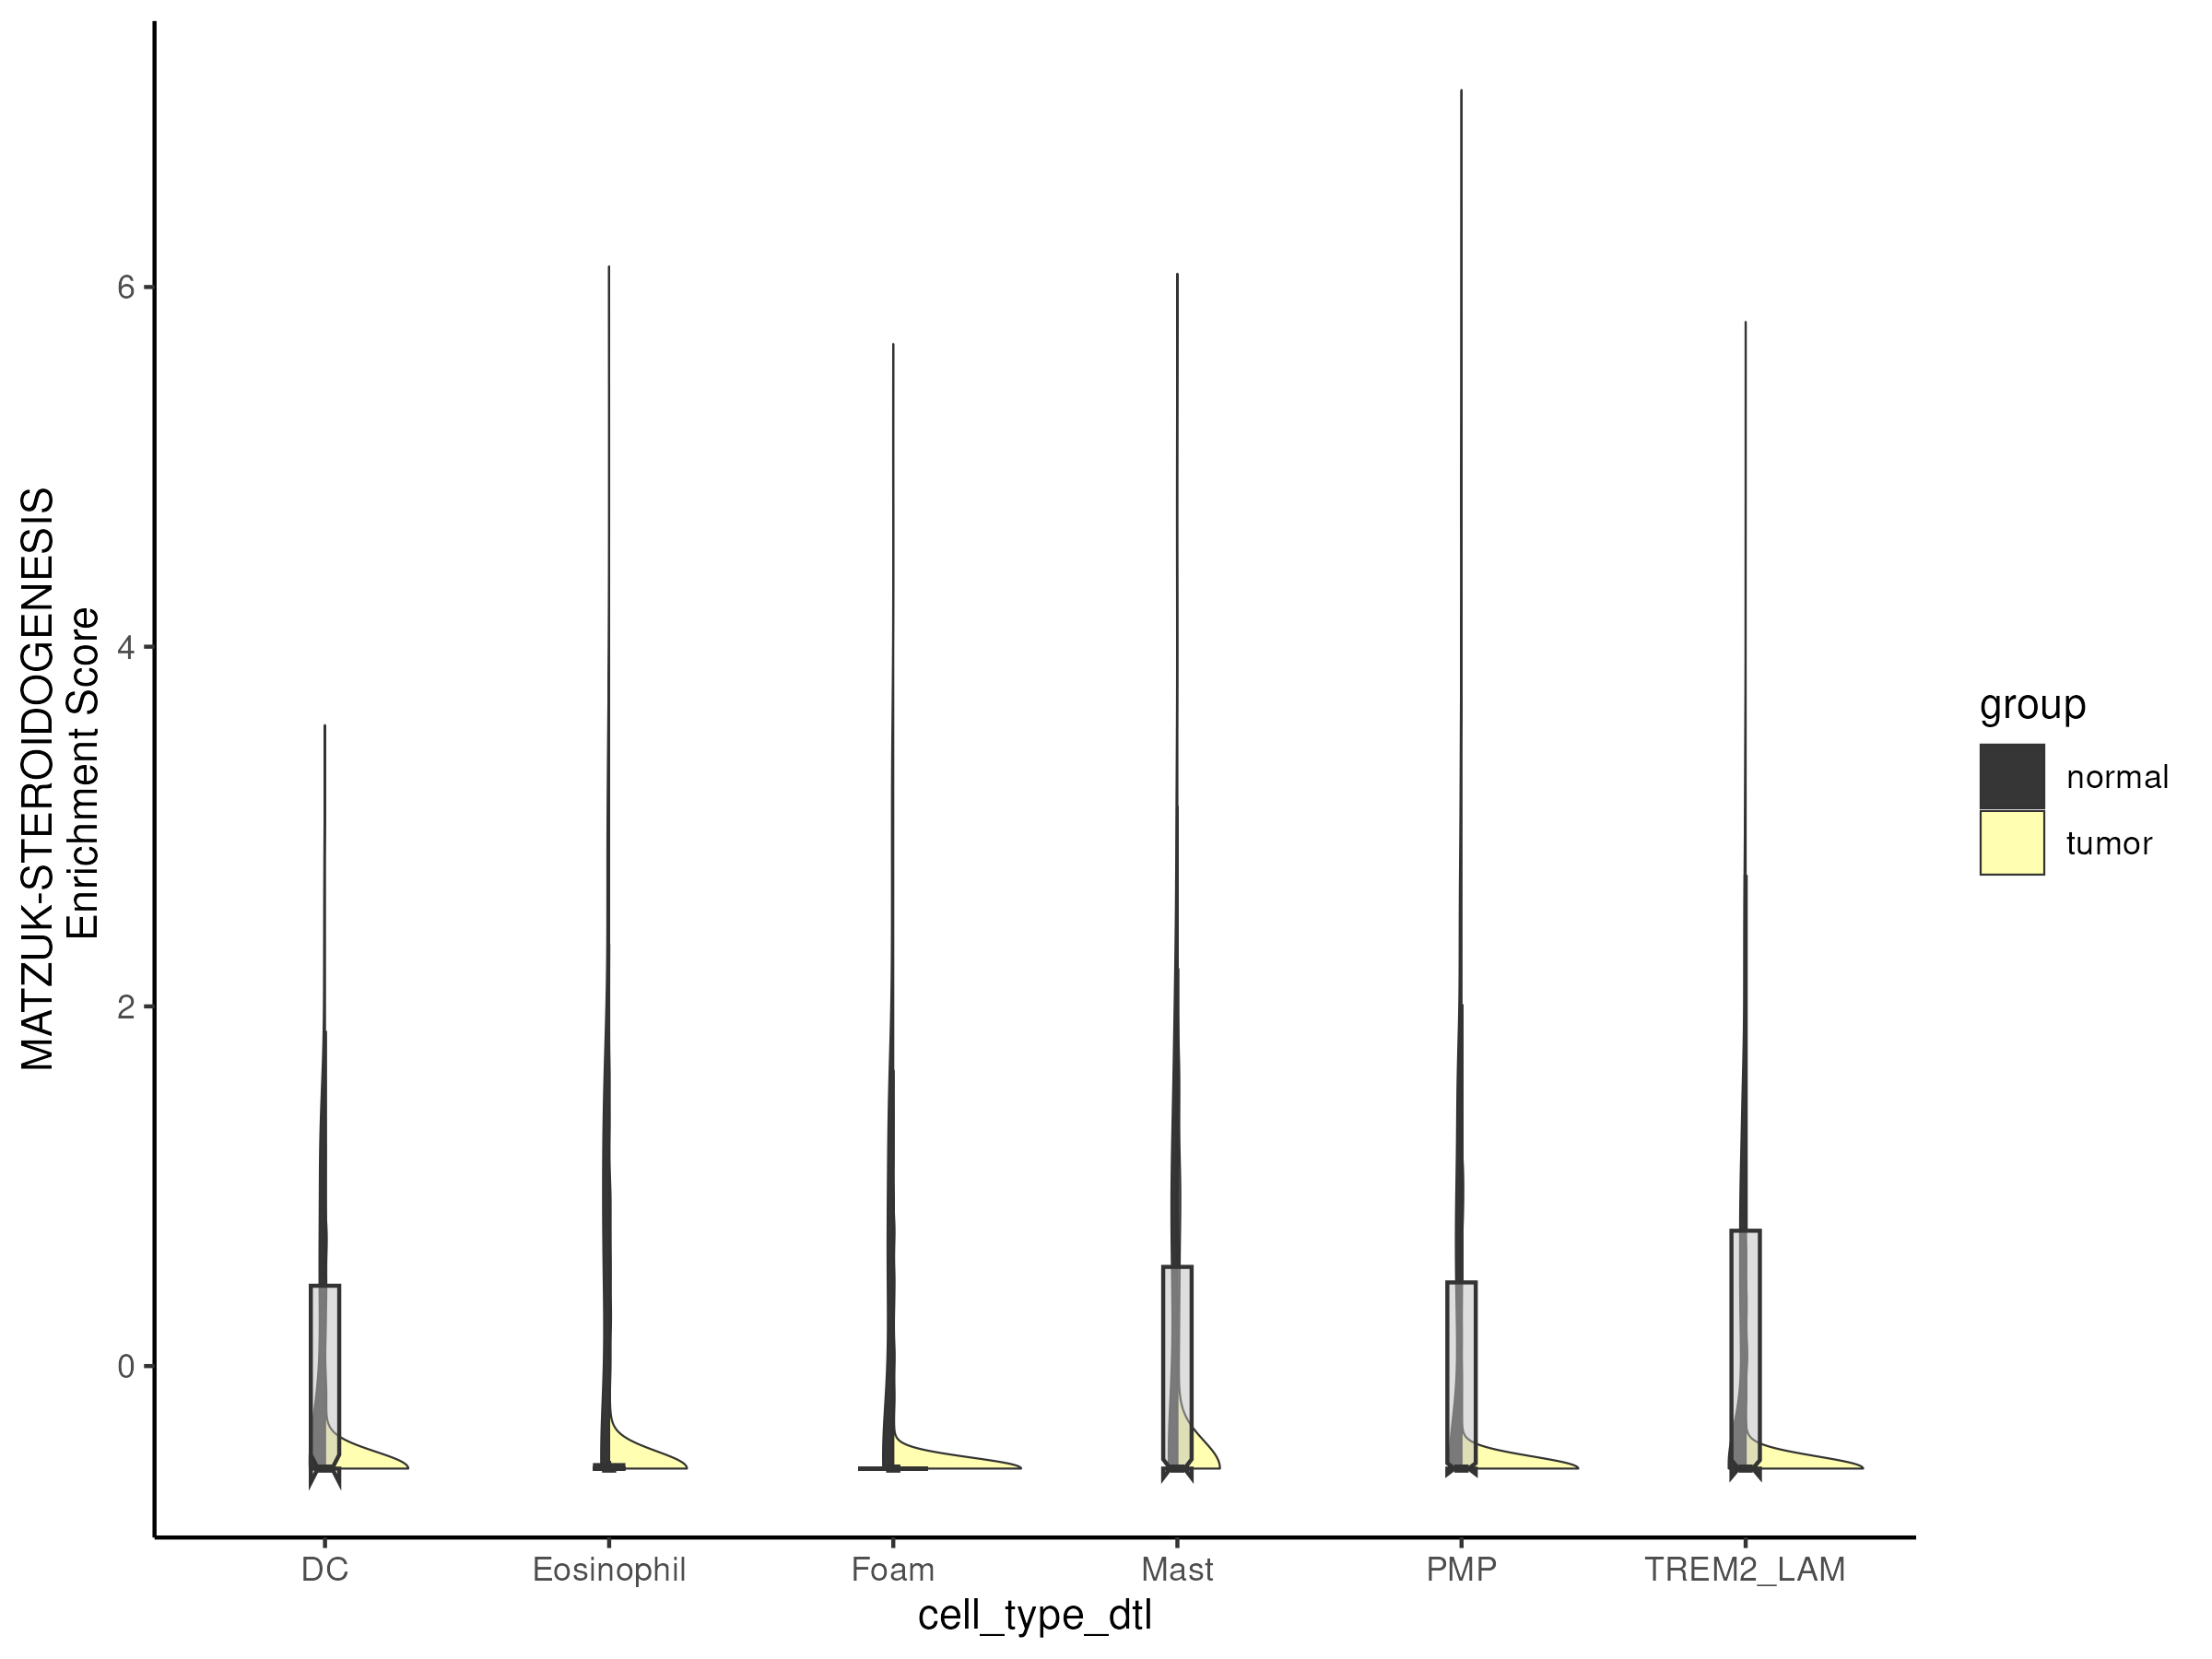 MATZUK-STEROIDOGENESIS
Enrichment Score
6
4
2
0
DC
Eosinophil
Foam
Mast
PMP
TREM2_LAM
cell_type_dtl
group
normal
tumor